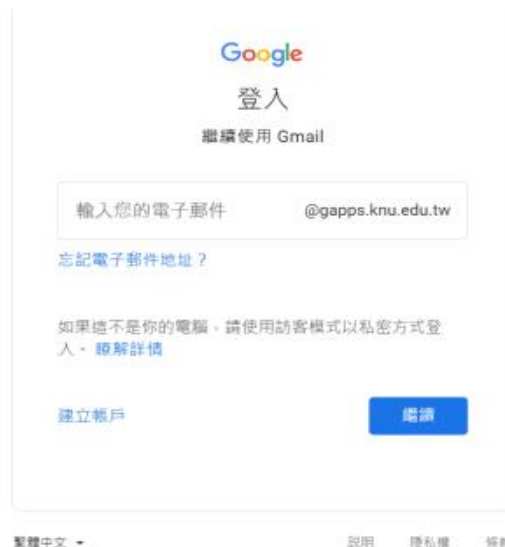 Google
登入
繼續使用 Gmail
輸入您的電子郵件 @gapps.knu.edu.tw
忘記電子郵件地址？
如果這不是你的電腦，請使用訪客模式以私密方式登
入。 瞭解詳情
建立帳戶 繼續
繁體中文 說明 隱私權 條款